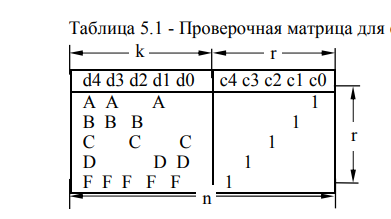 Таблица 5.1 - Проверочная матрица для
k r
d4 d3 d2 d1 d0 c4 c3 c2 c1 c0
A A A 1
B B B 1
C C C 1
D D D 1
F F F F F 1
r
n